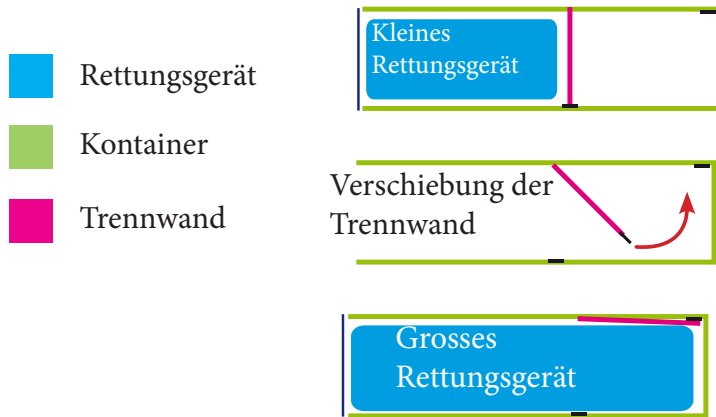 Rettungsgerät
Kontainer
Trennwand
Kleines
Rettungsgerät
Verschiebung der
Trennwand
Grosses
Rettungsgerät